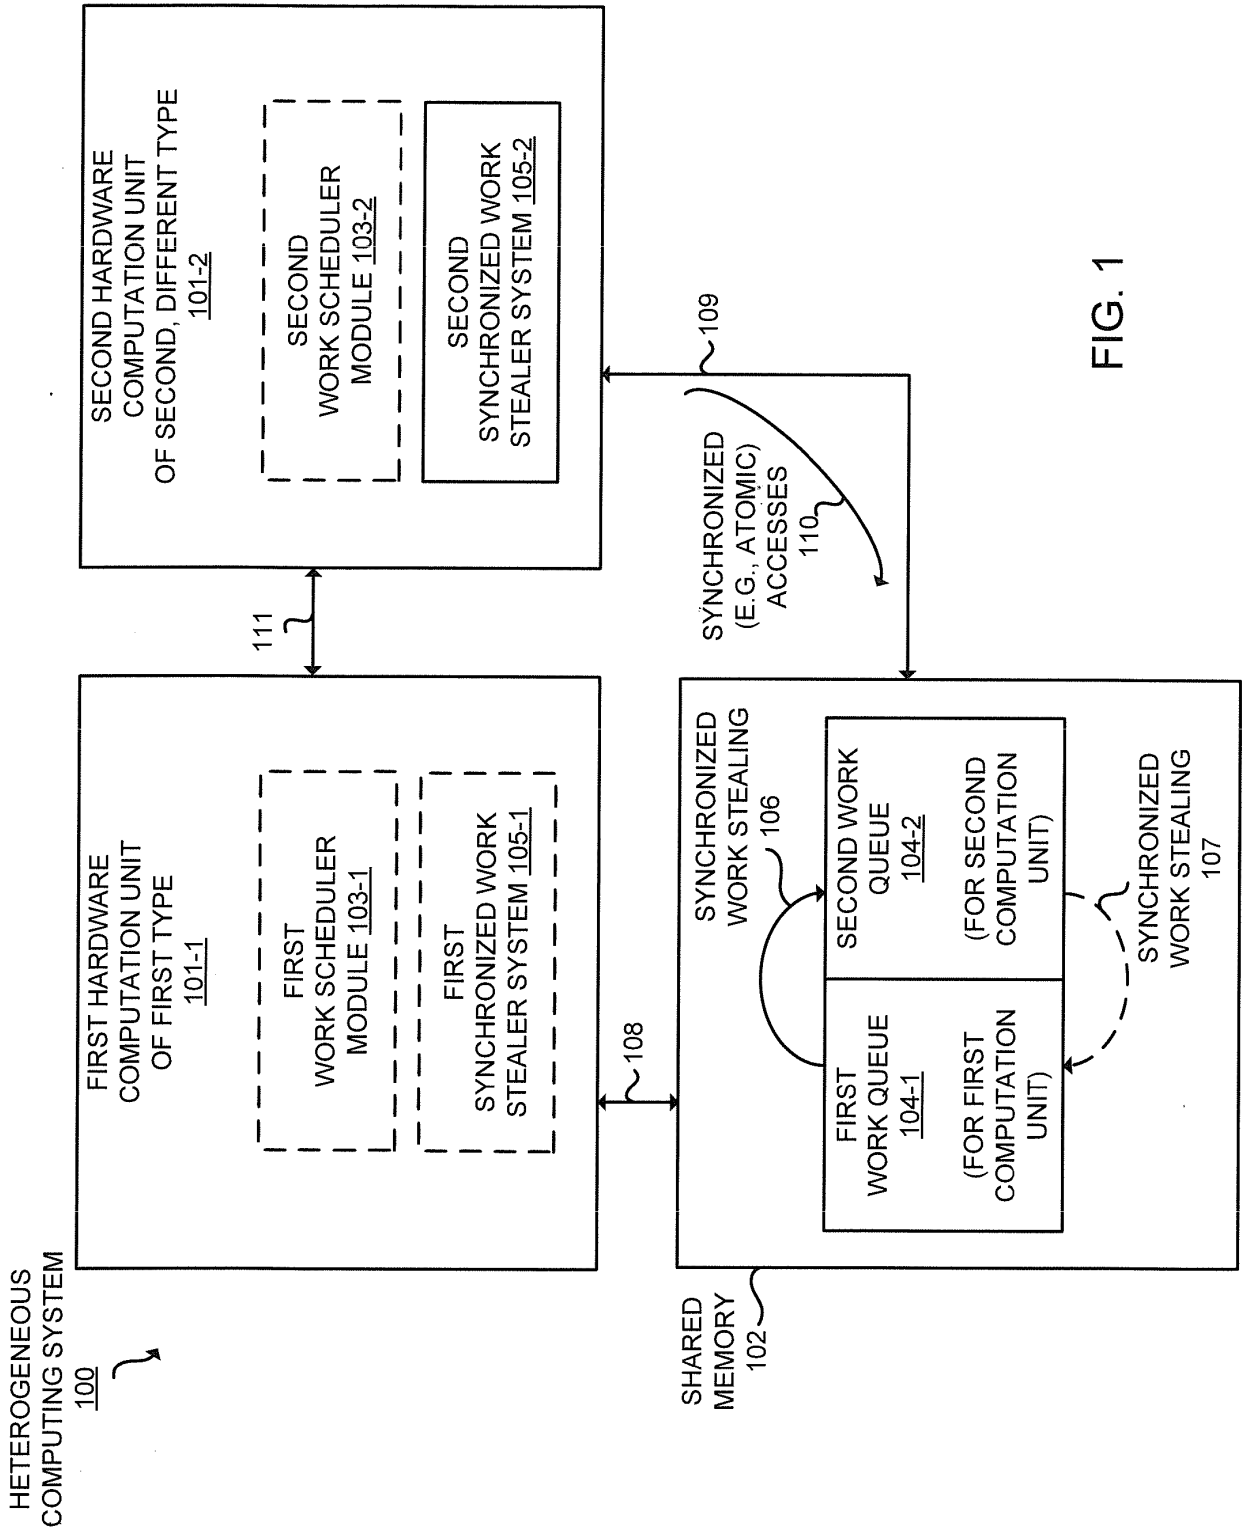 HETEROGENEOUS
COMPUTING SYSTEM
100
FIRST HARDWARE
COMPUTATION UNIT
OF FIRST TYPE
101-1
FIRST
WORK SCHEDULER
MODULE 103-1
FIRST
SYNCHRONIZED WORK
STEALER SYSTEM 105-1
111
SECOND HARDWARE
COMPUTATION UNIT
OF SECOND, DIFFERENT TYPE
101-2
SECOND
WORK SCHEDULER
MODULE 103-2
SECOND
SYNCHRONIZED WORK
STEALER SYSTEM 105-2
108
109
SYNCHRONIZED
(E.G., ATOMIC)
ACCESSES
110
SHARED
MEMORY
102
SYNCHRONIZED
WORK STEALING
106
FIRST
WORK QUEUE
104-1
(FOR FIRST
COMPUTATION
UNIT)
SECOND WORK
QUEUE
104-2
(FOR SECOND
COMPUTATION
UNIT)
SYNCHRONIZED
WORK STEALING
107
FIG. 1